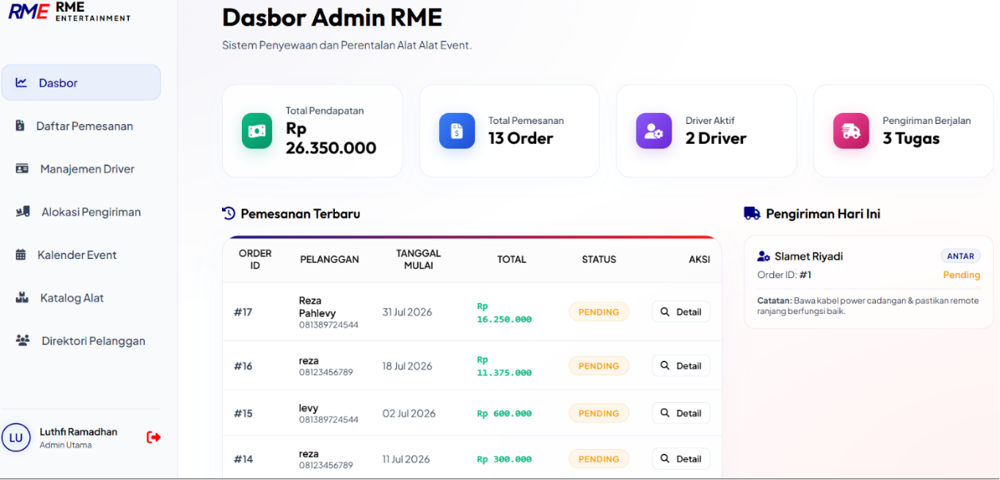 RME RME
ENTERTAINMENT
Dasbor
Daftar Pemesanan
Manajemen Driver
Alokasi Pengiriman
Kalender Event
Katalog Alat
Direktori Pelanggan
LU
Luthfi Ramadhan
Admin Utama
Dasbor Admin RME
Sistem Penyewaan dan Perentalan Alat Alat Event.
Total Pendapatan
Rp
26.350.000
Total Pemesanan
13 Order
Driver Aktif
2 Driver
Pengiriman Berjalan
3 Tugas
Pemesanan Terbaru
ORDER
ID
PELANGGAN
TANGGAL
MULAI
TOTAL
STATUS
AKSI
#17
Reza
Pahlevy
081389724544
31 Jul 2026
Rp
16.250.000
PENDING
Detail
#16
reza
08123456789
18 Jul 2026
Rp
11.375.000
PENDING
Detail
#15
levy
081389724544
02 Jul 2026
Rp 600.000
PENDING
Detail
#14
reza
08123456789
11 Jul 2026
Rp 300.000
PENDING
Detail
Pengiriman Hari Ini
Slamet Riyadi
ANTAR
Order ID: #1
Pending
Catatan: Bawa kabel power cadangan & pastikan remote
ranjang berfungsi baik.